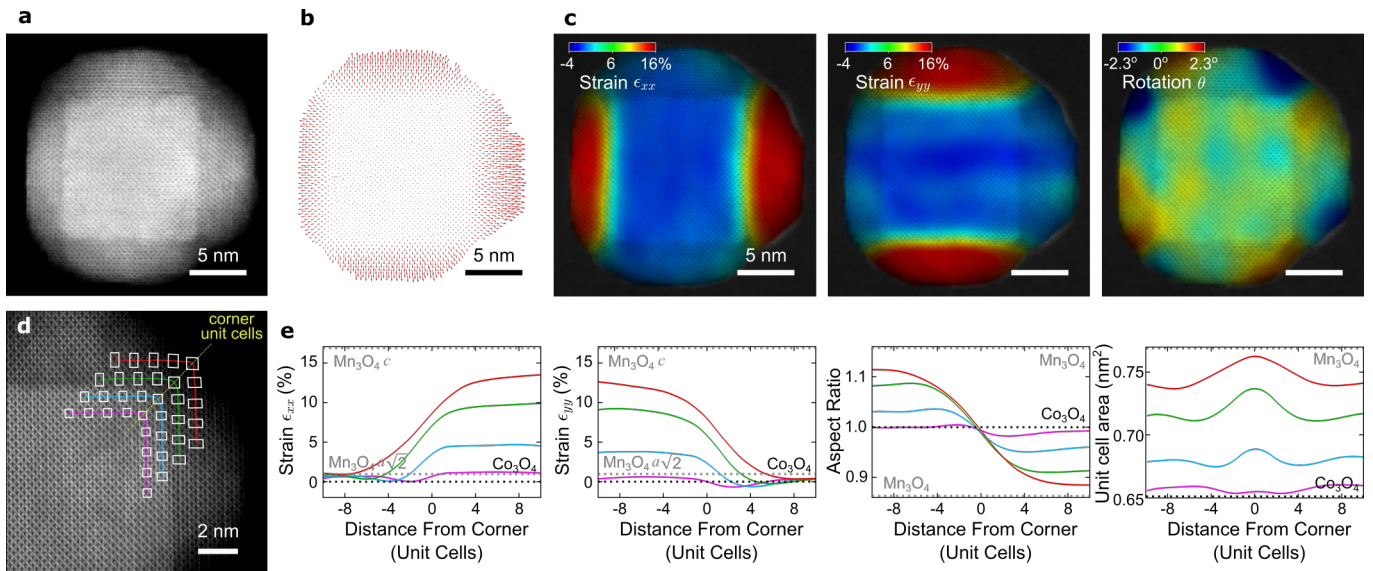 a
b
c
5 nm
5 nm
-4 6 16%
Strain ϵxx
5 nm
-4 6 16%
Strain ϵyy
-2.3° 0° 2.3°
Rotation θ
d
corner
unit cells
2 nm
e
Strain ϵxx (%)
15
10
5
0
Mn₃O₄ c
Mn₃O₄ a√2
Co₃O₄
-8 -4 0 4 8
Distance From Corner
(Unit Cells)
Strain ϵyy (%)
15
10
5
0
Mn₃O₄ c
Mn₃O₄ a√2
Co₃O₄
-8 -4 0 4 8
Distance From Corner
(Unit Cells)
Aspect Ratio
1.1
1.0
0.9
Mn₃O₄
Co₃O₄
Mn₃O₄
-8 -4 0 4 8
Distance From Corner
(Unit Cells)
Unit cell area (nm²)
0.75
0.70
0.65
Mn₃O₄
Co₃O₄
-8 -4 0 4 8
Distance From Corner
(Unit Cells)